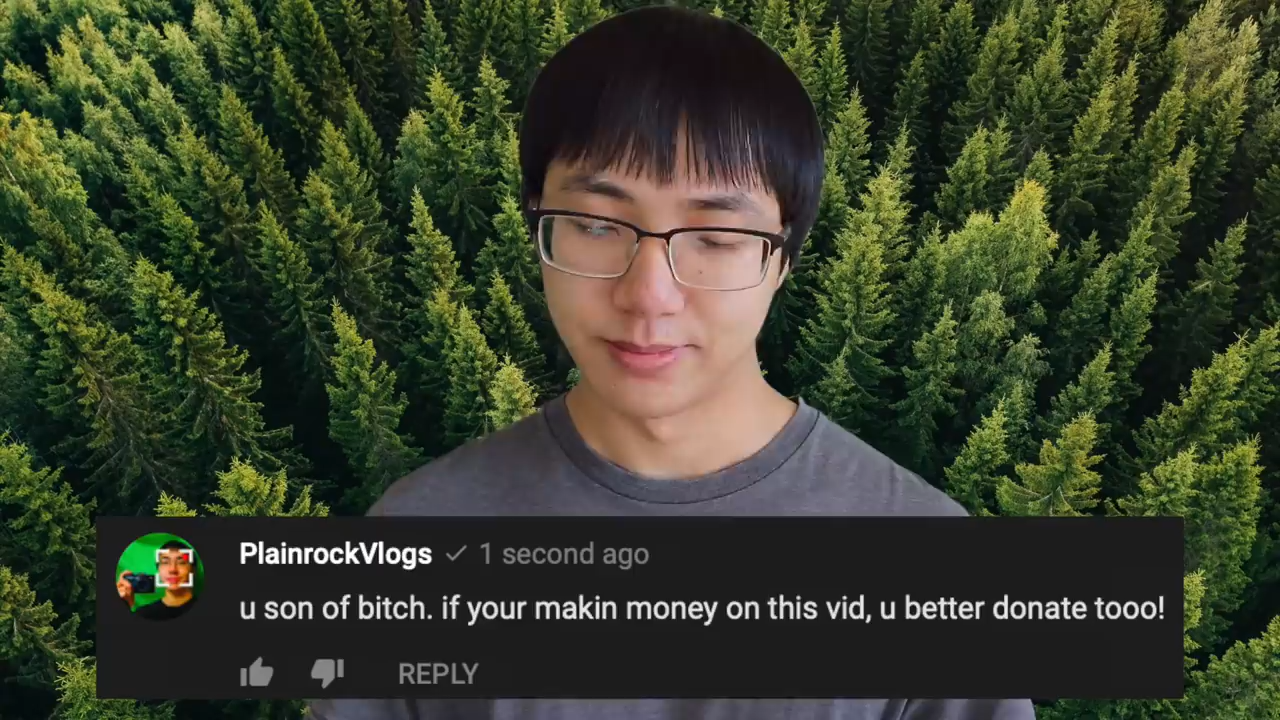 PlainrockVlogs 1 second ago
u son of bitch. if your makin money on this vid, u better donate tooo!
REPLY